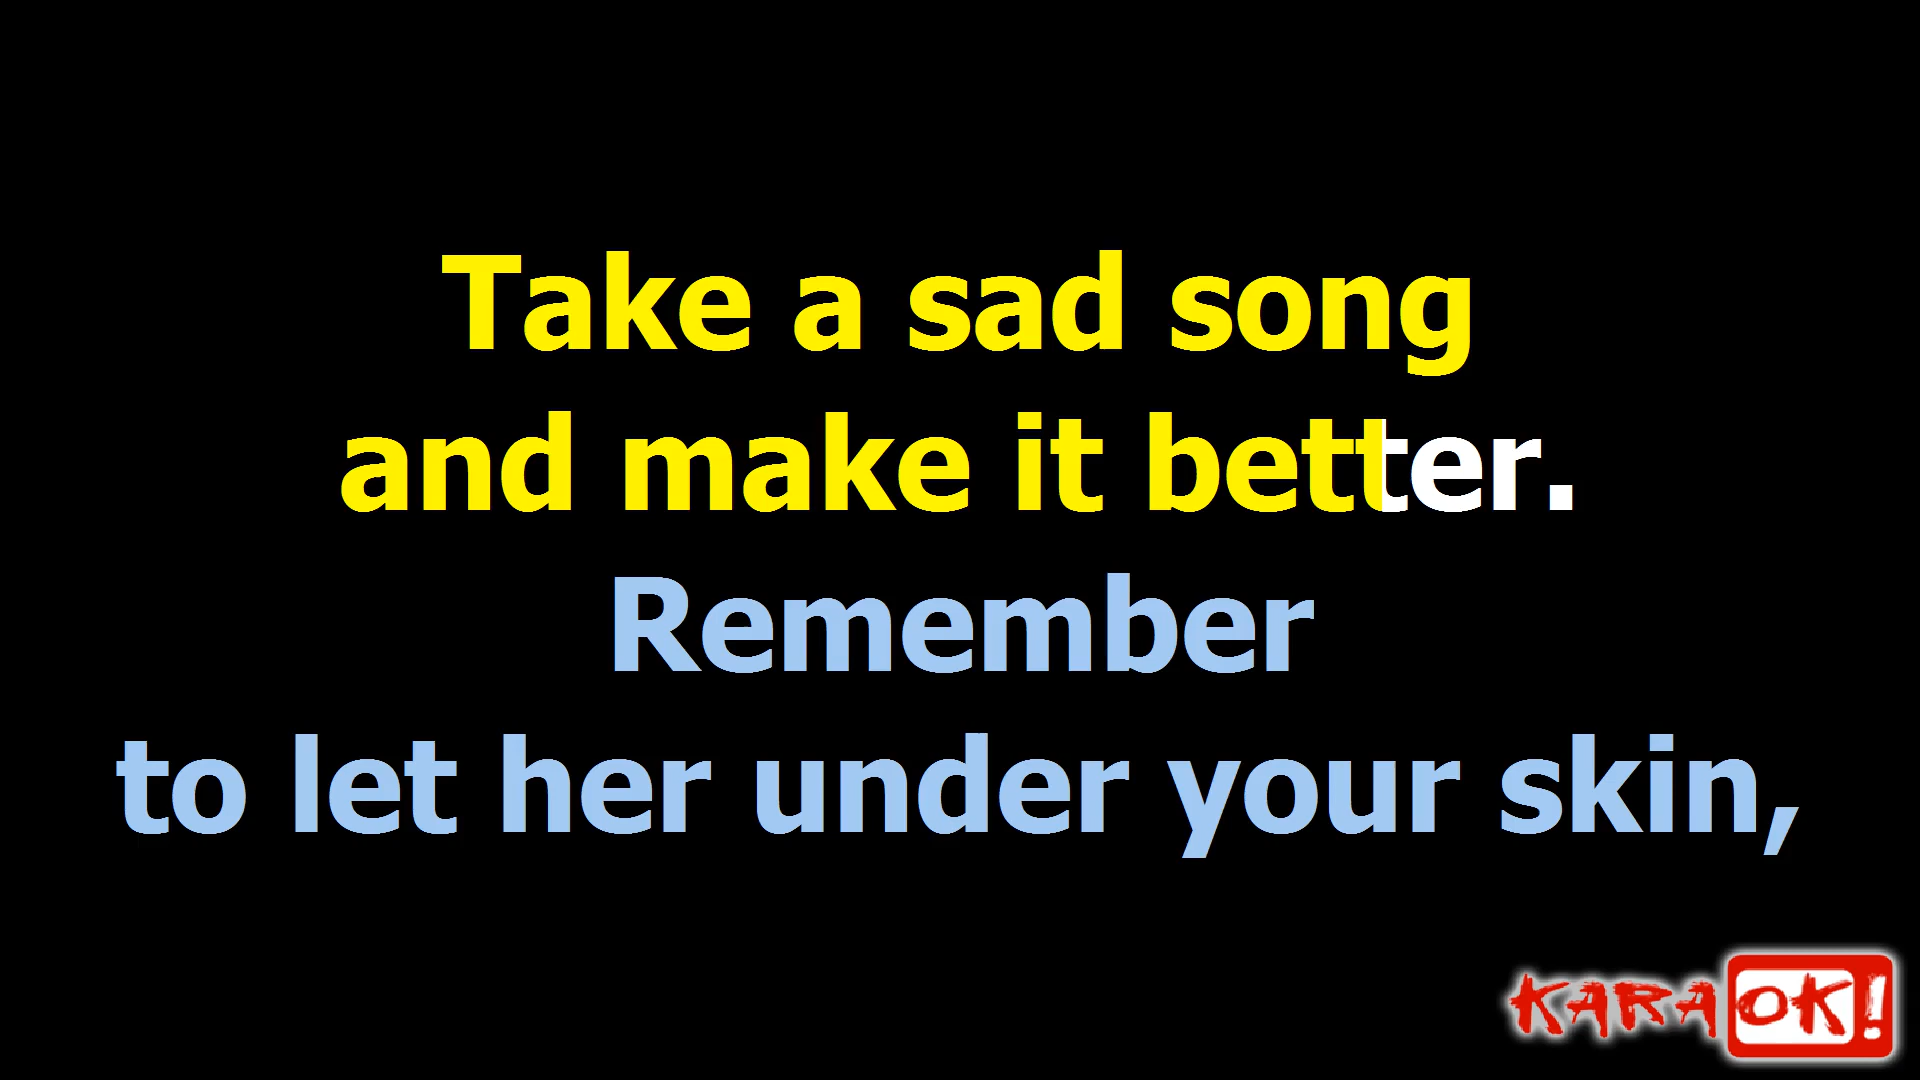 Take a sad song
and make it better.
Remember
to let her under your skin,
KARAOK!